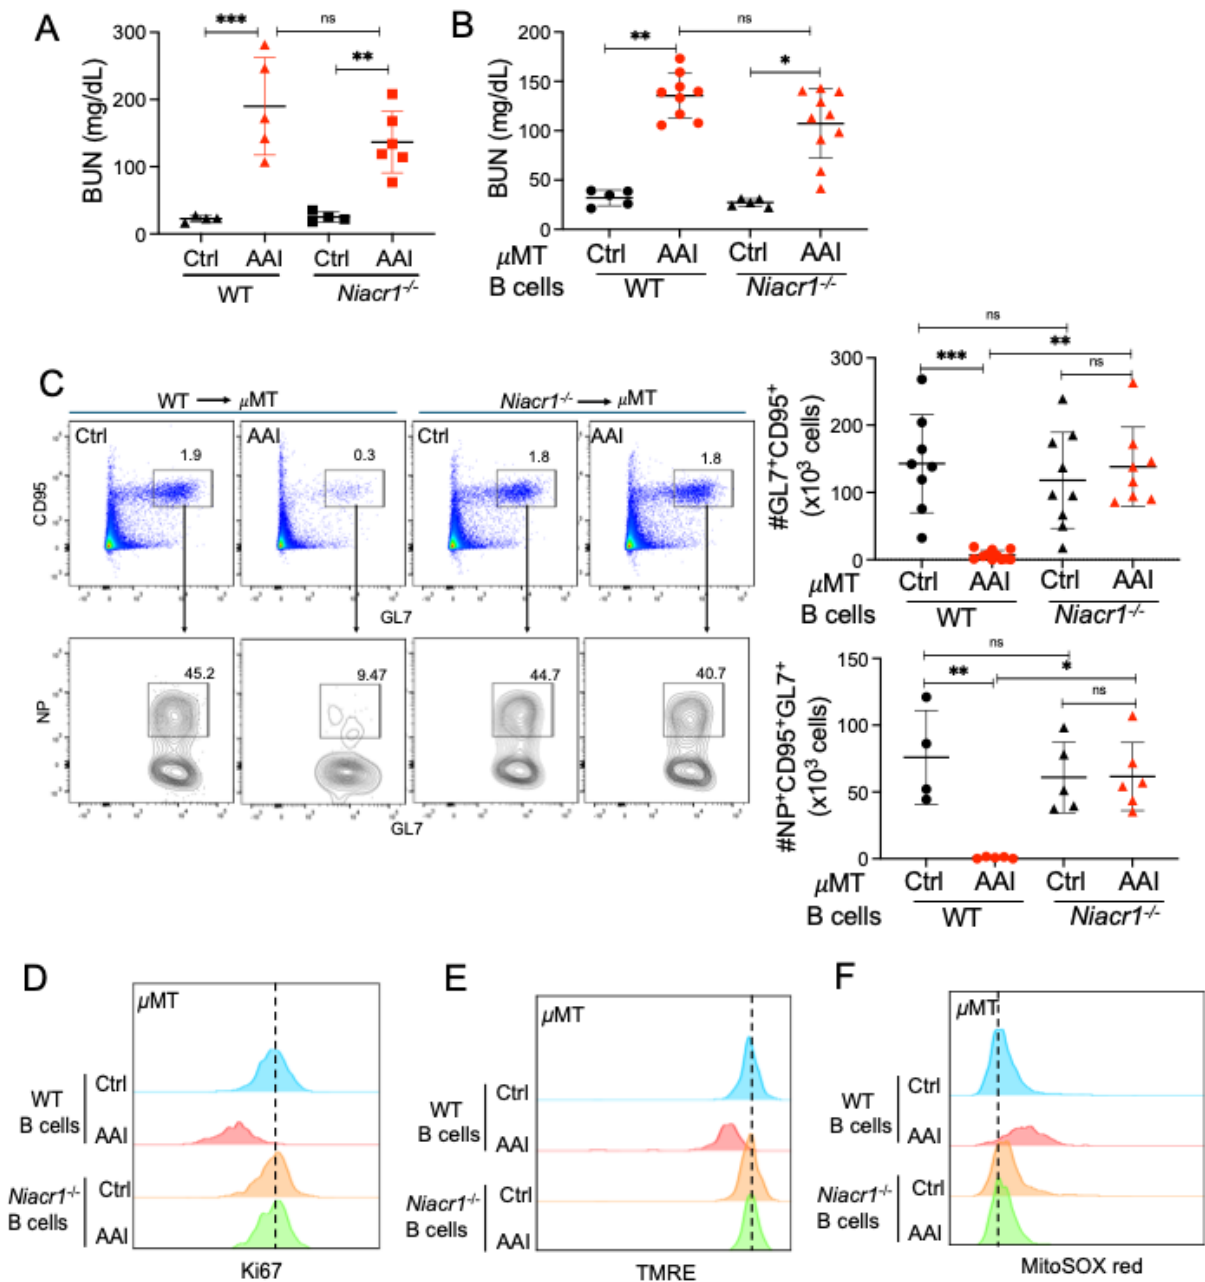 A
BUN (mg/dL)
300
200
100
0
***
ns
**
Ctrl AAI Ctrl AAI
WT Niacr1-/-
B
BUN (mg/dL)
200
150
100
50
0
**
ns
*
μMT Ctrl AAI Ctrl AAI
B cells WT Niacr1-/-
C
WT → μMT
Niacr1-/- → μMT
Ctrl AAI Ctrl AAI
1.9 0.3 1.8 1.8
CD95
GL7
45.2 9.47 44.7 40.7
NP
GL7
#GL7+CD95+
(x10³ cells)
300
200
100
0
ns
***
**
ns
μMT Ctrl AAI Ctrl AAI
B cells WT Niacr1-/-
#NP+CD95+GL7+
(x10³ cells)
150
100
50
0
ns
**
*
ns
μMT Ctrl AAI Ctrl AAI
B cells WT Niacr1-/-
D
μMT
WT
B cells
Ctrl
AAI
Niacr1-/-
B cells
Ctrl
AAI
Ki67
E
μMT
WT
B cells
Ctrl
AAI
Niacr1-/-
B cells
Ctrl
AAI
TMRE
F
μMT
WT
B cells
Ctrl
AAI
Niacr1-/-
B cells
Ctrl
AAI
MitoSOX red